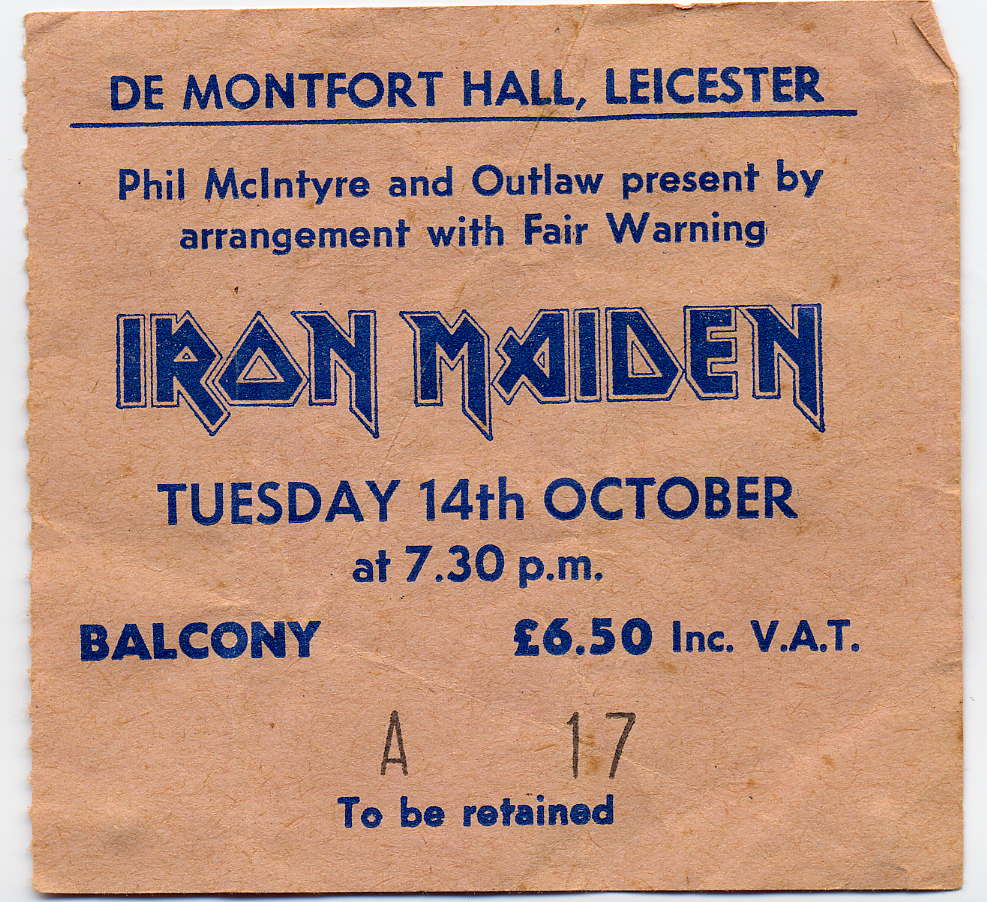 DE MONTFORT HALL, LEICESTER
Phil McIntyre and Outlaw present by
arrangement with Fair Warning
IRON MAIDEN
TUESDAY 14th OCTOBER
at 7.30 p.m.
BALCONY £6.50 Inc. V.A.T.
A 17
To be retained